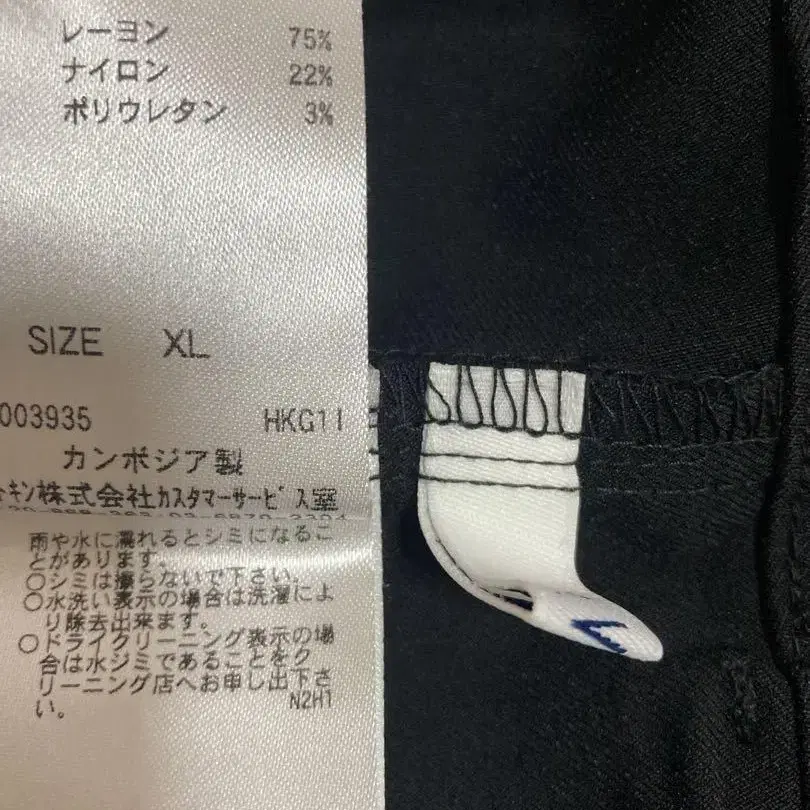 レーヨン 75%
ナイロン 22%
ポリウレタン 3%
SIZE XL
003935 HKG11
カンボジア製
キン株式会社カスタマーサービス室
雨や水に濡れるとシミになるこ
とがあります。
○シミは擦らないで下さい。
○水洗い表示の場合は洗濯によ
り除去出来ます。
○ドライクリーニング表示の場
合は水ジミであることをク
リーニング店へお申し出下さ
い。 N2H1